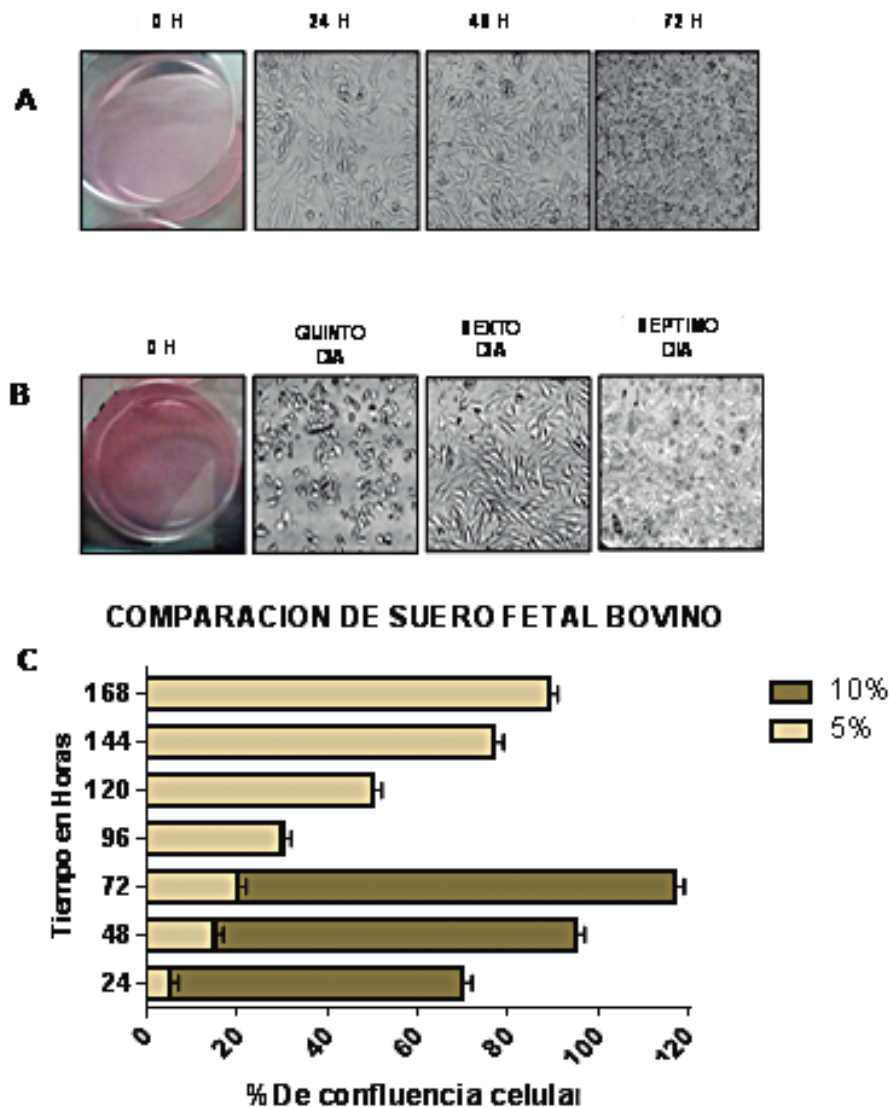 0 H 24 H 48 H 72 H
A
0 H QUINTO DIA SEXTO DIA SEPTIMO DIA
B
COMPARACION DE SUERO FETAL BOVINO
C
10%
5%
Tiempo en Horas
168
144
120
96
72
48
24
0 20 40 60 80 100 120
% De confluencia celular